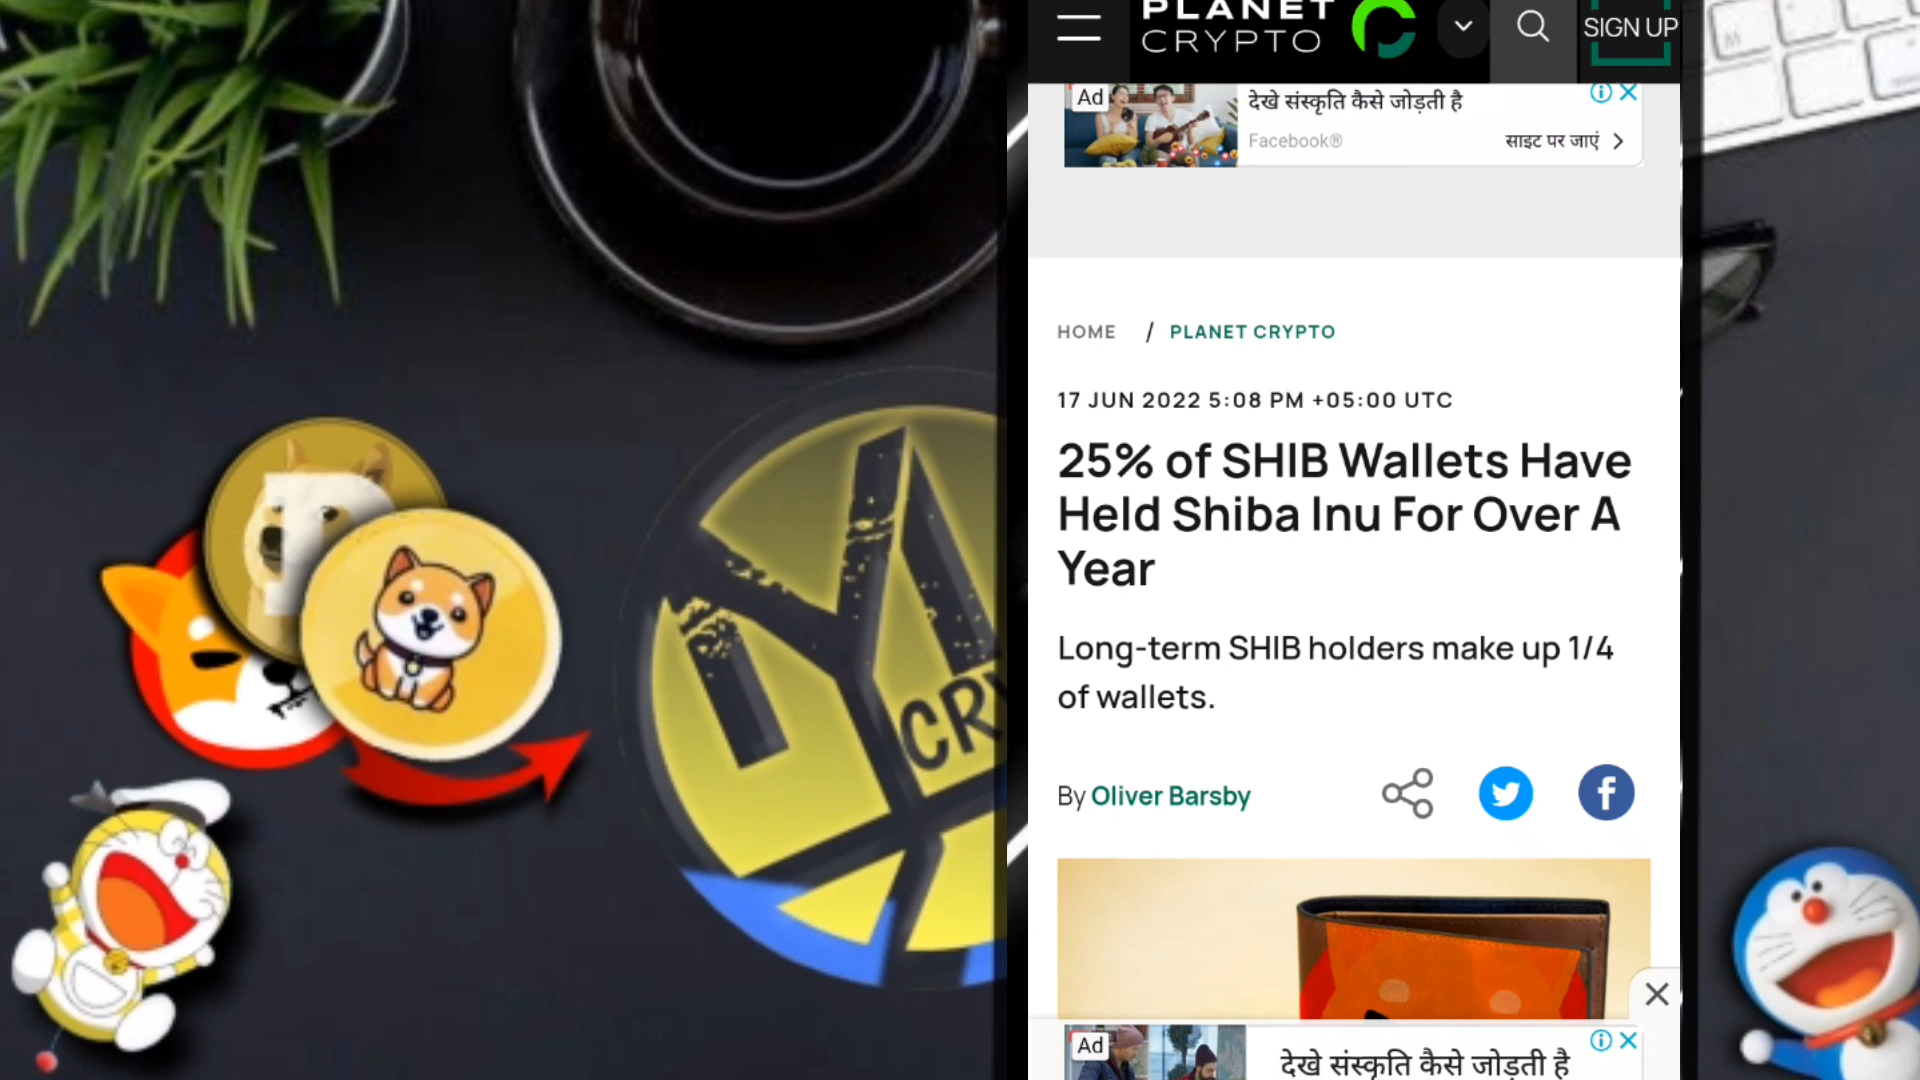 PLANET
CRYPTO
SIGN UP
Ad
देखे संस्कृति कैसे जोड़ती है
Facebook®
साइट पर जाएं
HOME / PLANET CRYPTO
17 JUN 2022 5:08 PM +05:00 UTC
25% of SHIB Wallets Have
Held Shiba Inu For Over A
Year
Long-term SHIB holders make up 1/4
of wallets.
By Oliver Barsby
Ad
देखे संस्कृति कैसे जोड़ती है